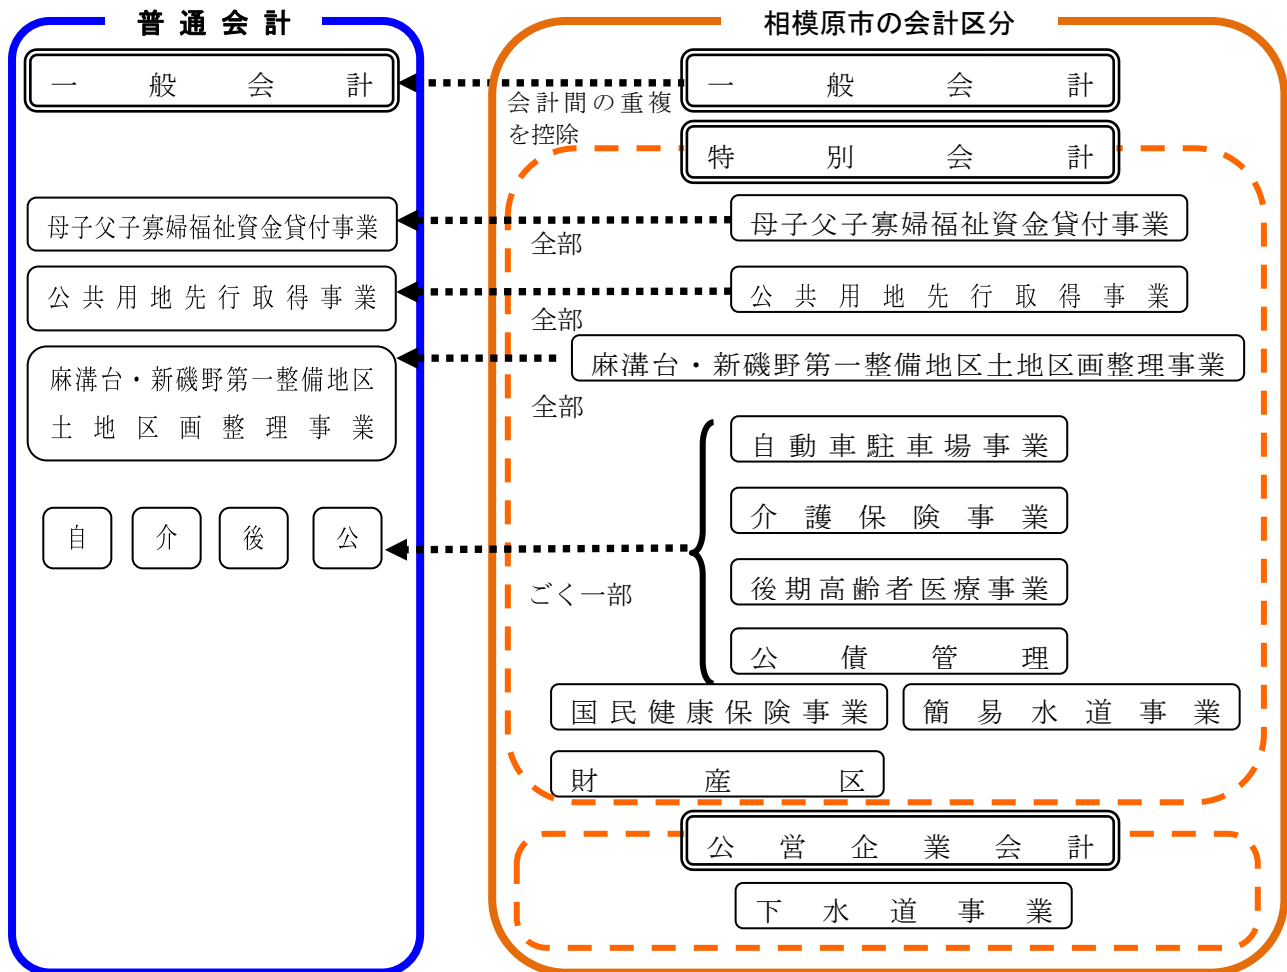 普通会計
一般会計
母子父子寡婦福祉資金貸付事業
公共用地先行取得事業
麻溝台・新磯野第一整備地区
土地区画整理事業
自
介
後
公
会計間の重複
を控除
全部
全部
全部
ごく一部
相模原市の会計区分
一般会計
特別会計
母子父子寡婦福祉資金貸付事業
公共用地先行取得事業
麻溝台・新磯野第一整備地区土地区画整理事業
自動車駐車場事業
介護保険事業
後期高齢者医療事業
公債管理
国民健康保険事業
簡易水道事業
財産区
公営企業会計
下水道事業